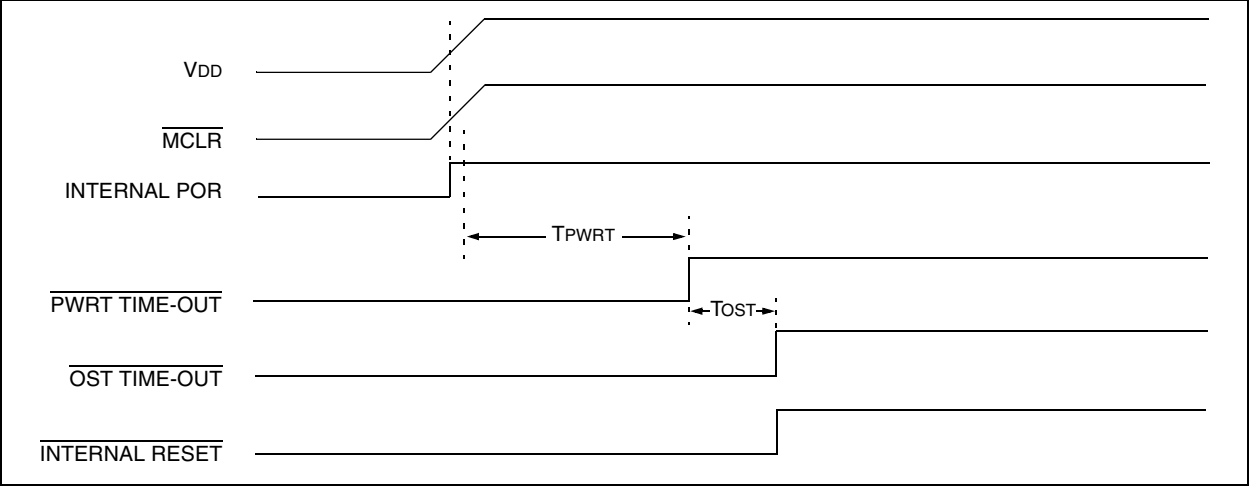 VDD
MCLR
INTERNAL POR
TPWRT
PWRT TIME-OUT
TOST
OST TIME-OUT
INTERNAL RESET